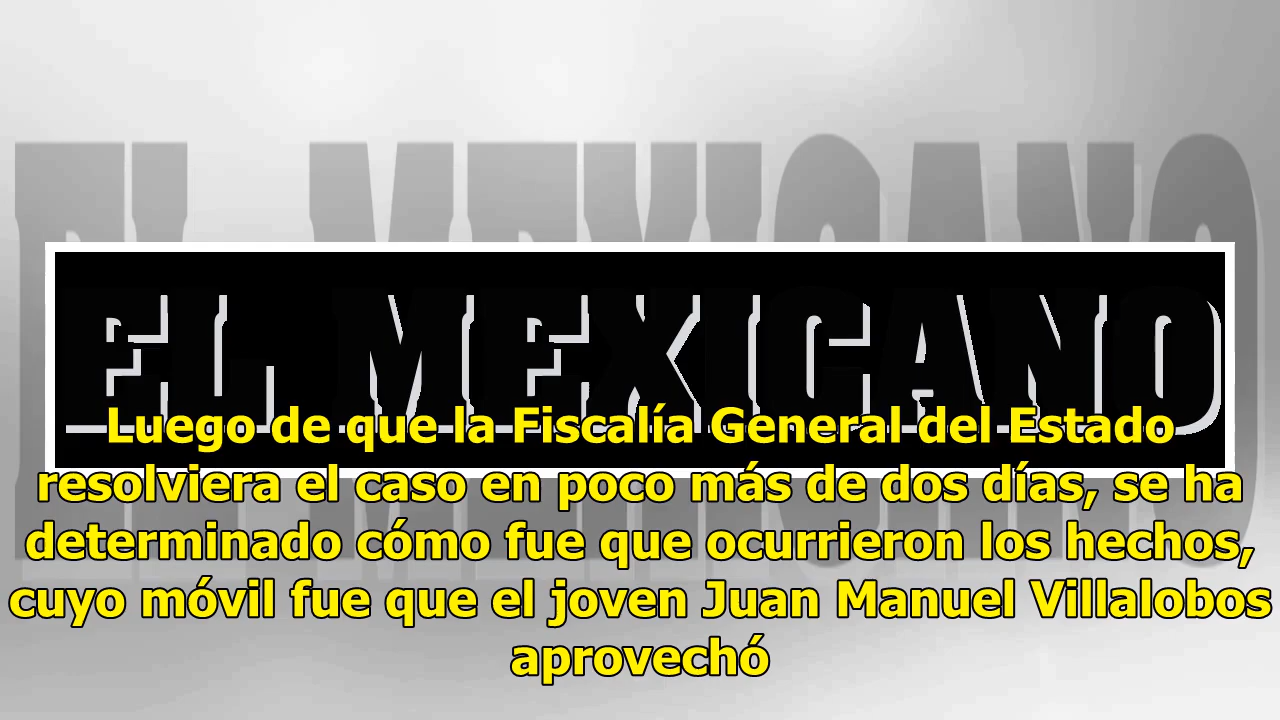 EL MEXICANO
EL MEXICANO
Luego de que la Fiscalía General del Estado
resolviera el caso en poco más de dos días, se ha
determinado cómo fue que ocurrieron los hechos,
cuyo móvil fue que el joven Juan Manuel Villalobos
aprovechó